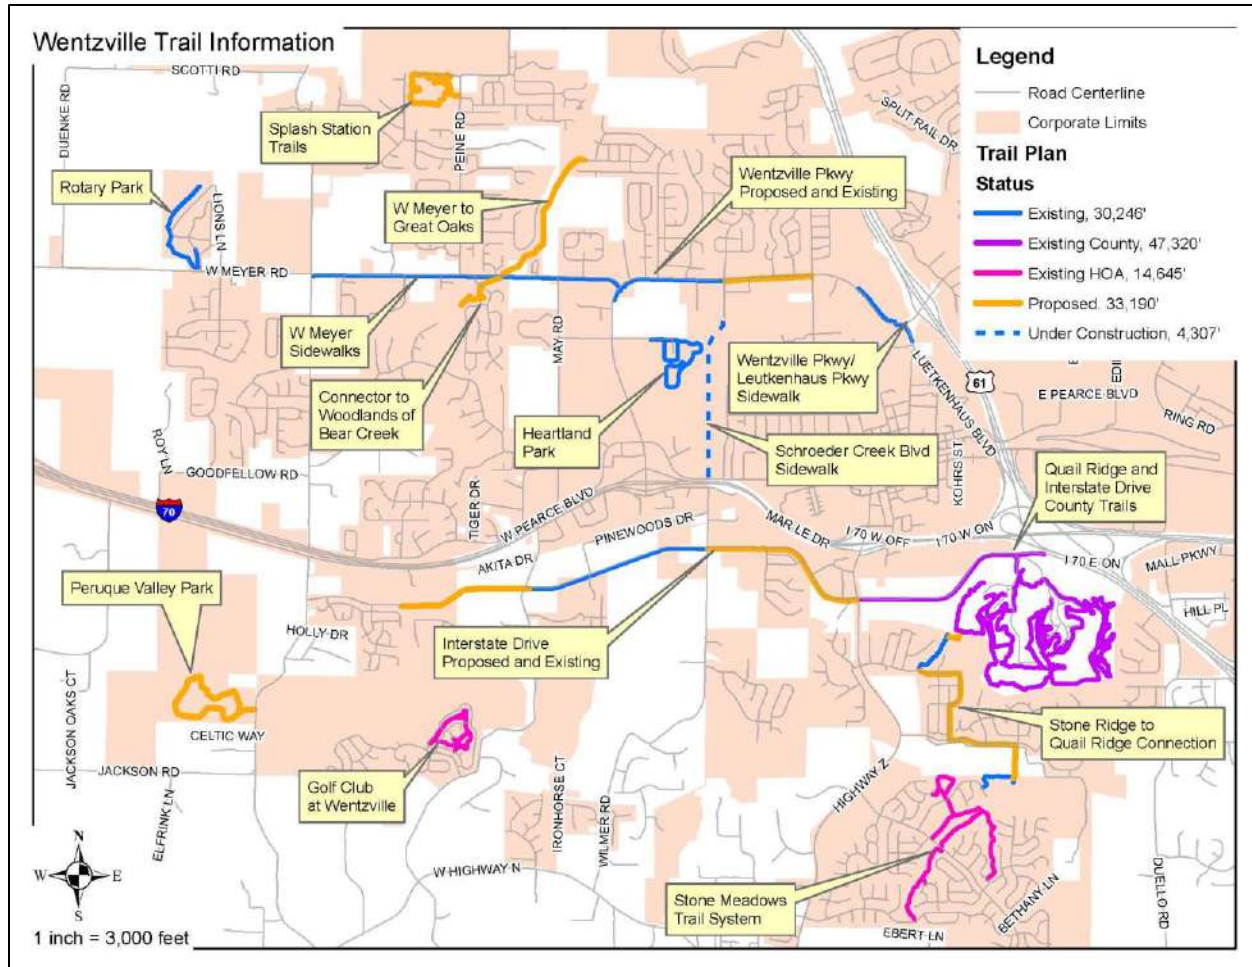 Wentzville Trail Information
SCOTTI RD
DUENKE RD
PEINE RD
SPLIT RAIL DR
Splash Station
Trails
Rotary Park
LIONS LN
W Meyer to
Great Oaks
Wentzville Pkwy
Proposed and Existing
W MEYER RD
W Meyer
Sidewalks
MAY RD
Connector to
Woodlands of
Bear Creek
Heartland
Park
Wentzville Pkwy/
Leutkenhaus Pkwy
Sidewalk
LUETKENHAUS BLVD
61
E PEARCE BLVD
EDI
RING RD
Schroeder Creek Blvd
Sidewalk
KOHRS ST
Quail Ridge and
Interstate Drive
County Trails
ROY LN
GOODFELLOW RD
70
TIGER DR
W PEARCE BLVD
AKITA DR
PINEWOODS DR
MAR LE DR
I 70 W OFF
I 70 W ON
I 70 E ON
MALL PKWY
HILL PL
Peruque Valley Park
HOLLY DR
Interstate Drive
Proposed and Existing
JACKSON OAKS CT
CELTIC WAY
JACKSON RD
ELFRINK LN
Golf Club
at Wentzville
IRONHORSE CT
WILMER RD
HIGHWAY Z
Stone Ridge to
Quail Ridge Connection
W HIGHWAY N
Stone Meadows
Trail System
EBERT LN
BETHANY LN
DUELLO RD
N
W
E
S
1 inch = 3,000 feet
Legend
Road Centerline
Corporate Limits
Trail Plan
Status
Existing, 30,246'
Existing County, 47,320'
Existing HOA, 14,645'
Proposed. 33,190'
Under Construction, 4,307'